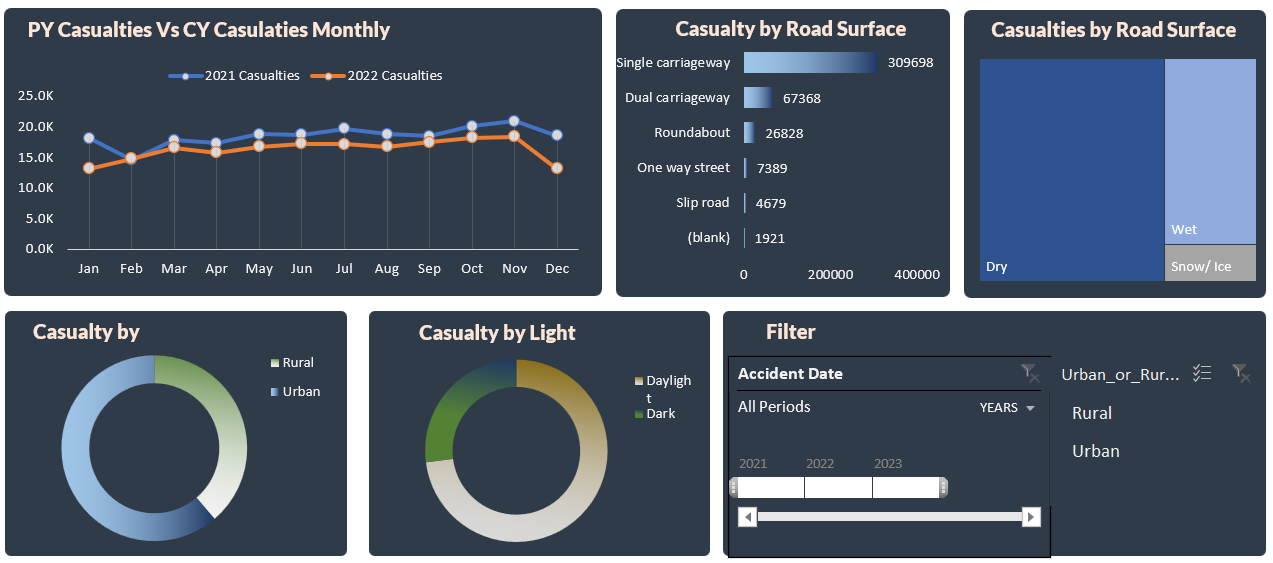 PY Casualties Vs CY Casulaties Monthly
2021 Casualties
2022 Casualties
25.0K
20.0K
15.0K
10.0K
5.0K
0.0K
Jan Feb Mar Apr May Jun Jul Aug Sep Oct Nov Dec
Casualty by Road Surface
Single carriageway 309698
Dual carriageway 67368
Roundabout 26828
One way street 7389
Slip road 4679
(blank) 1921
0 200000 400000
Casualties by Road Surface
Dry
Wet
Snow/ Ice
Casualty by
Rural
Urban
Casualty by Light
Dayligh
t
Dark
Filter
Accident Date
All Periods YEARS
2021 2022 2023
Urban_or_Rur...
Rural
Urban